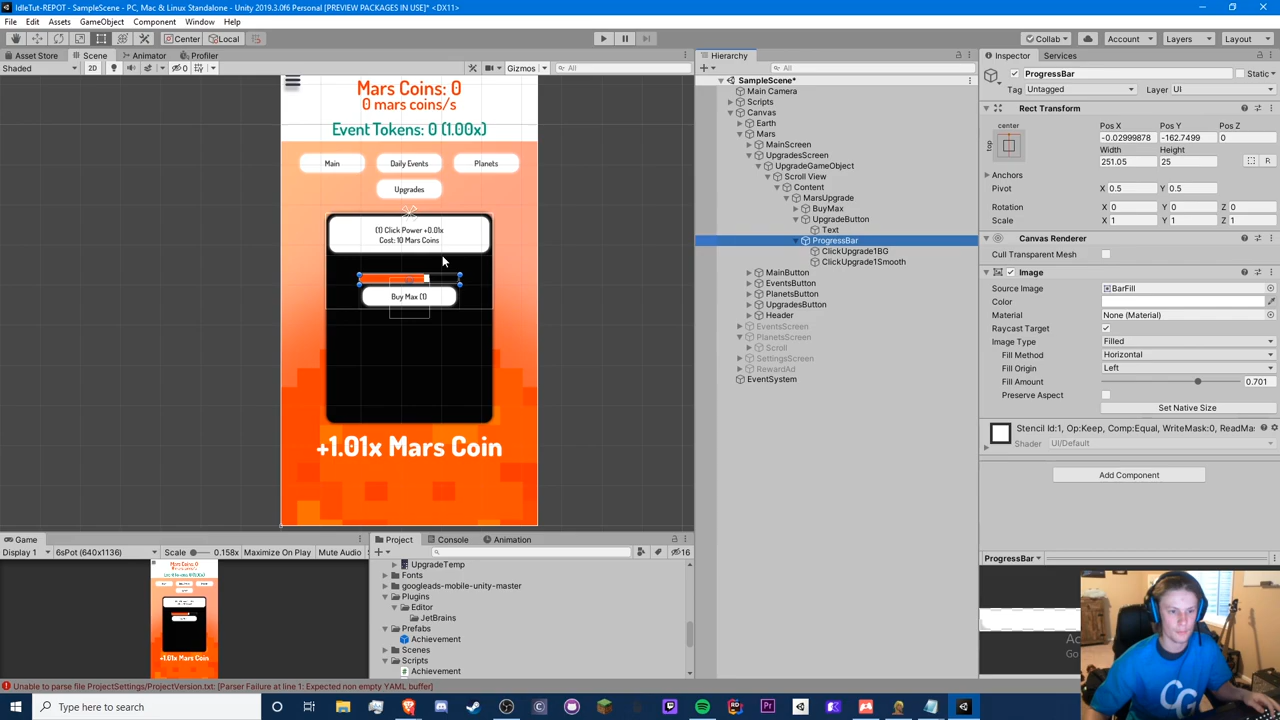 IdleTut-REPOT - SampleScene - PC, Mac & Linux Standalone - Unity 2019.3.0f6 Personal [PREVIEW PACKAGES IN USE]* <DX11>
File Edit Assets GameObject Component Window Help
Center Local Collab Account Layers Layout
Asset Store Scene Animator Profiler
Shaded 2D 0 Gizmos All
Mars Coins: 0
0 mars coins/s
Event Tokens: 0 (1.00x)
Main Daily Events Planets
Upgrades
(1) Click Power +0.01x
Cost: 10 Mars Coins
Buy Max (1)
+1.01x Mars Coin
Hierarchy
All
SampleScene*
Main Camera
Scripts
Canvas
Earth
Mars
MainScreen
UpgradesScreen
UpgradeGameObject
Scroll View
Content
MarsUpgrade
BuyMax
UpgradeButton
Text
ProgressBar
ClickUpgrade1BG
ClickUpgrade1Smooth
MainButton
EventsButton
PlanetsButton
UpgradesButton
Header
EventsScreen
PlanetsScreen
Scroll
SettingsScreen
RewardAd
EventSystem
Inspector Services
ProgressBar Static
Tag Untagged Layer UI
Rect Transform
center Pos X Pos Y Pos Z
top -0.02999878 -162.7499 0
Width Height
251.05 25
R
Anchors
Pivot X 0.5 Y 0.5
Rotation X 0 Y 0 Z 0
Scale X 1 Y 1 Z 1
Canvas Renderer
Cull Transparent Mesh
Image
Source Image BarFill
Color
Material None (Material)
Raycast Target
Image Type Filled
Fill Method Horizontal
Fill Origin Left
Fill Amount 0.701
Preserve Aspect
Set Native Size
Stencil Id:1, Op:Keep, Comp:Equal, WriteMask:0, ReadMas
Shader UI/Default
Add Component
ProgressBar
Game
Display 1 6sPot (640x1136) Scale 0.158x Maximize On Play Mute Audio
Project Console Animation
16
UpgradeTemp
Fonts
googleads-mobile-unity-master
Plugins
Editor
JetBrains
Prefabs
Achievement
Scenes
Scripts
Achievement
Unable to parse file ProjectSettings/ProjectVersion.txt: [Parser Failure at line 1: Expected non empty YAML buffer]
Type here to search